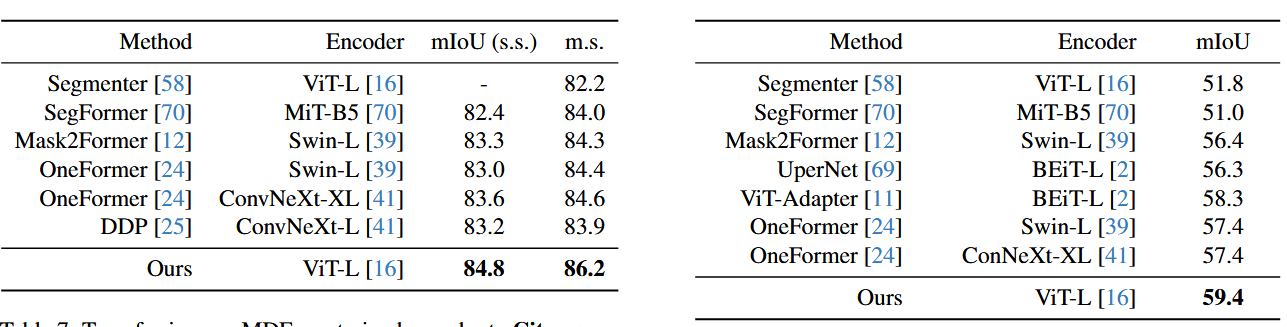 Method Encoder mIoU (s.s.) m.s.
Segmenter [58] ViT-L [16] - 82.2
SegFormer [70] MiT-B5 [70] 82.4 84.0
Mask2Former [12] Swin-L [39] 83.3 84.3
OneFormer [24] Swin-L [39] 83.0 84.4
OneFormer [24] ConvNeXt-XL [41] 83.6 84.6
DDP [25] ConvNeXt-L [41] 83.2 83.9
Ours ViT-L [16] 84.8 86.2
Method Encoder mIoU
Segmenter [58] ViT-L [16] 51.8
SegFormer [70] MiT-B5 [70] 51.0
Mask2Former [12] Swin-L [39] 56.4
UperNet [69] BEiT-L [2] 56.3
ViT-Adapter [11] BEiT-L [2] 58.3
OneFormer [24] Swin-L [39] 57.4
OneFormer [24] ConNeXt-XL [41] 57.4
Ours ViT-L [16] 59.4